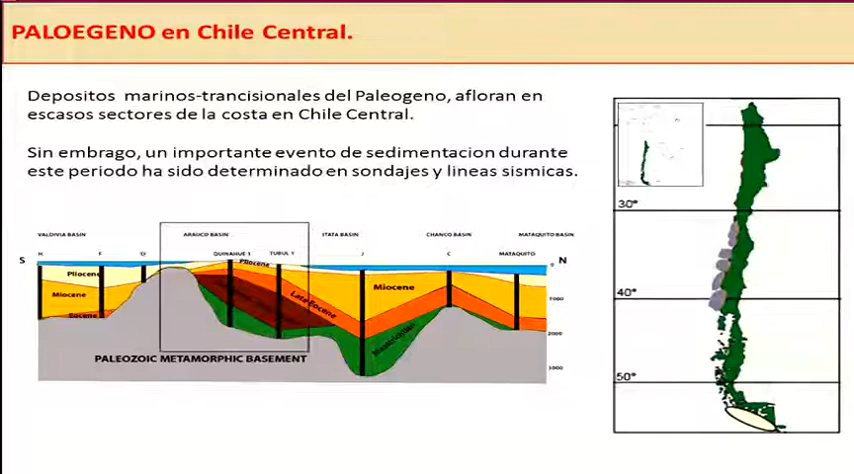 PALOEGENO en Chile Central.
Depositos marinos-trancisionales del Paleogeno, afloran en
escasos sectores de la costa en Chile Central.
Sin embrago, un importante evento de sedimentacion durante
este periodo ha sido determinado en sondajes y lineas sismicas.
VALDIVIA BASIN ARAUCO BASIN ITATA BASIN CHANCO BASIN MATAQUITO BASIN
H F O QUINAHUE 1 TUBUL 1 J C MATAQUITO
S N
0
Pliocene Pliocene
Miocene Late Eocene Miocene
1000
Eocene
2000
Maastrichtian
PALEOZOIC METAMORPHIC BASEMENT
3000
30°
40°
50°